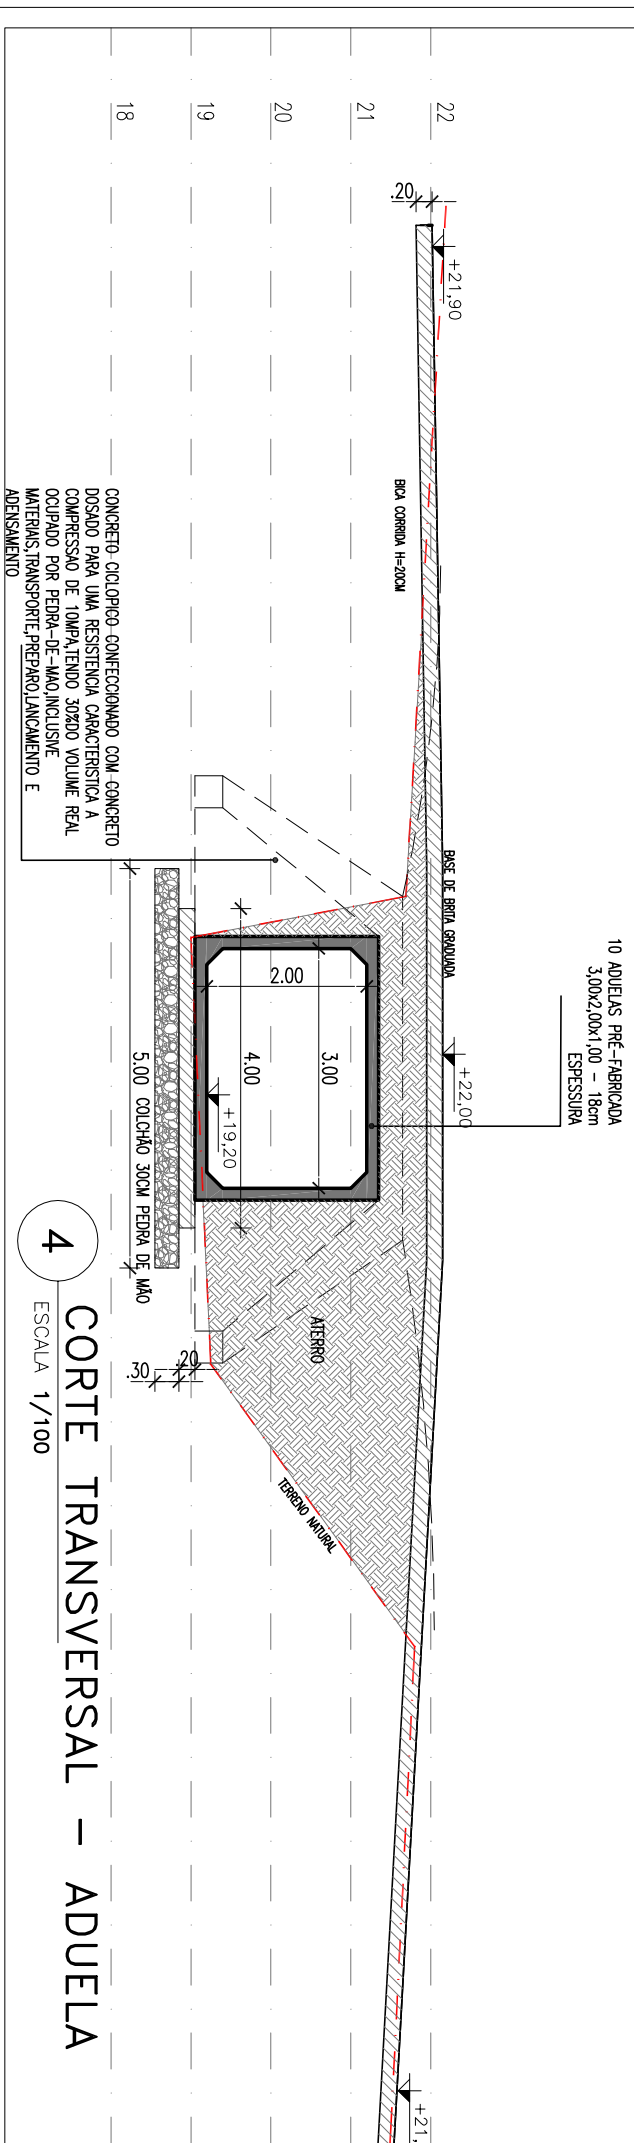 10 ADUELAS PRÉ-FABRICADA
3,00x2,00x1,00 - 18cm
ESPESSURA
22
21
20
19
18
.20
+21,90
BICA CORRIDA H=20CM
BASE DE BRITA GRADUADA
+22,00
+21,
2.00
3.00
4.00
+19,20
ATERRO
TERRENO NATURAL
.20
.30
5.00 COLCHÃO 30CM PEDRA DE MÃO
CONCRETO CICLOPICO CONFECCIONADO COM CONCRETO
DOSADO PARA UMA RESISTENCIA CARACTERISTICA A
COMPRESSAO DE 10MPA,TENDO 30%DO VOLUME REAL
OCUPADO POR PEDRA-DE-MAO,INCLUSIVE
MATERIAIS,TRANSPORTE,PREPARO,LANCAMENTO E
ADENSAMENTO
4
CORTE TRANSVERSAL - ADUELA
ESCALA 1/100